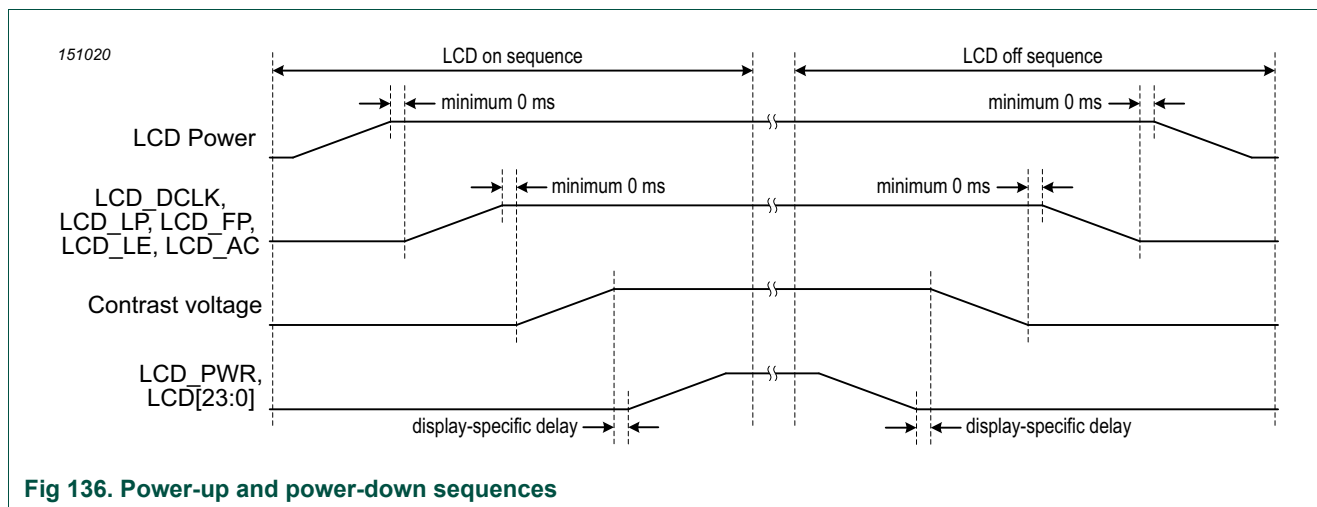 151020
LCD on sequence
LCD off sequence
minimum 0 ms
minimum 0 ms
LCD Power
minimum 0 ms
minimum 0 ms
LCD_DCLK,
LCD_LP, LCD_FP,
LCD_LE, LCD_AC
Contrast voltage
LCD_PWR,
LCD[23:0]
display-specific delay
display-specific delay
Fig 136. Power-up and power-down sequences